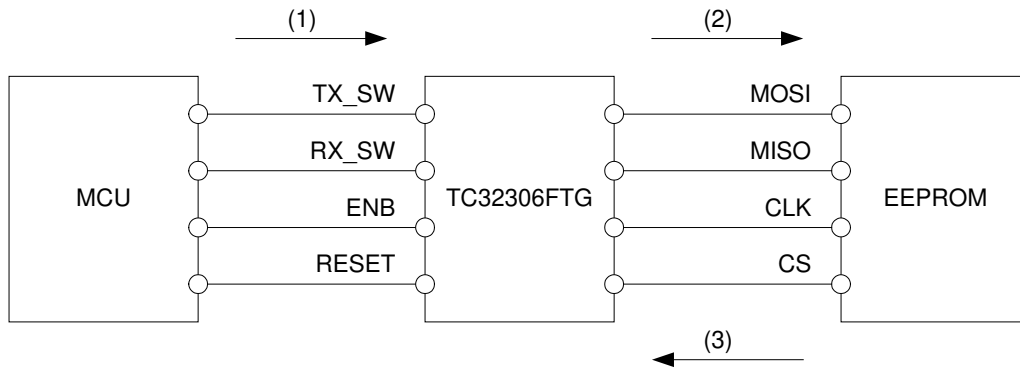 (1)
(2)
TX_SW
MOSI
RX_SW
MISO
MCU
TC32306FTG
EEPROM
ENB
CLK
RESET
CS
(3)